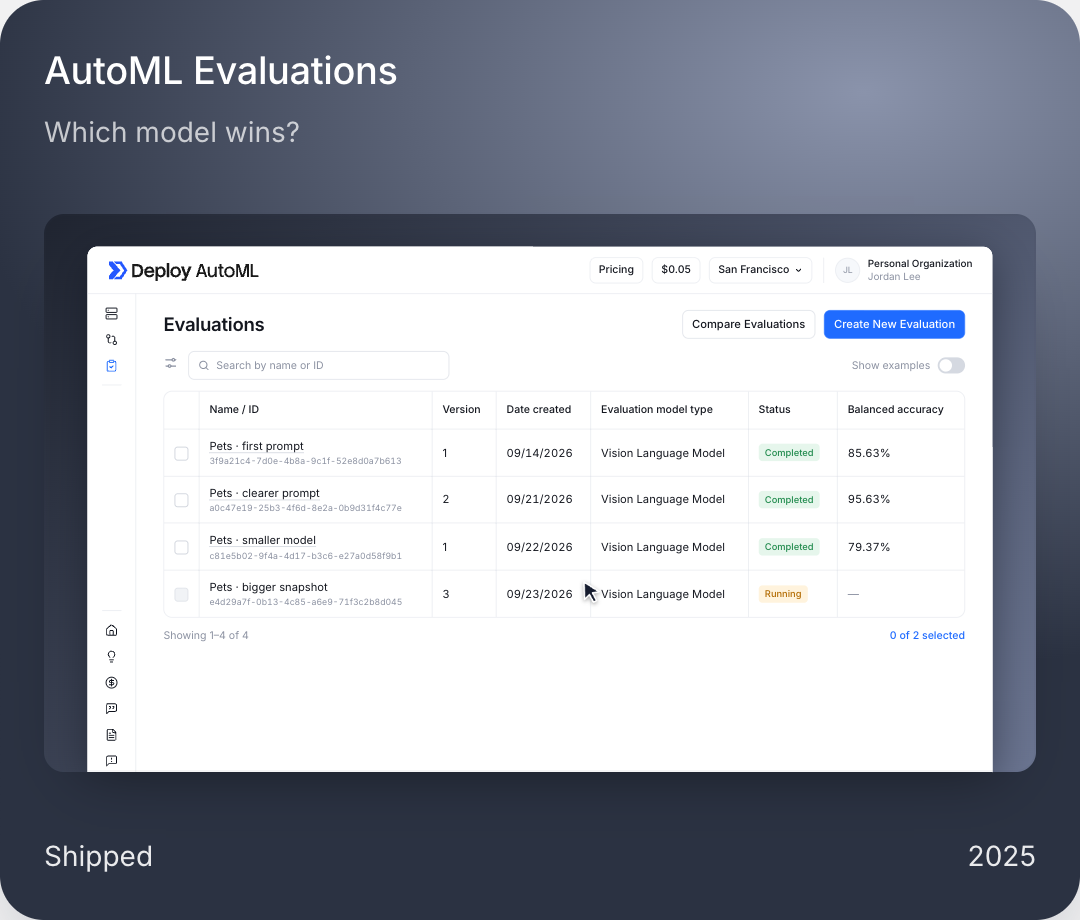 AutoML Evaluations
Which model wins?
Deploy AutoML
Pricing
$0.05
San Francisco
JL
Personal Organization
Jordan Lee
Evaluations
Compare Evaluations
Create New Evaluation
Search by name or ID
Show examples
Name / ID
Version
Date created
Evaluation model type
Status
Balanced accuracy
Pets · first prompt
3f9a21c4-7d0e-4b8a-9c1f-52e8d0a7b613
1
09/14/2026
Vision Language Model
Completed
85.63%
Pets · clearer prompt
a0c47e19-25b3-4f6d-8e2a-0b9d31f4c77e
2
09/21/2026
Vision Language Model
Completed
95.63%
Pets · smaller model
c81e5b02-9f4a-4d17-b3c6-e27a0d58f9b1
1
09/22/2026
Vision Language Model
Completed
79.37%
Pets · bigger snapshot
e4d29a7f-0b13-4c85-a6e9-71f3c2b8d045
3
09/23/2026
Vision Language Model
Running
—
Showing 1–4 of 4
0 of 2 selected
Shipped
2025